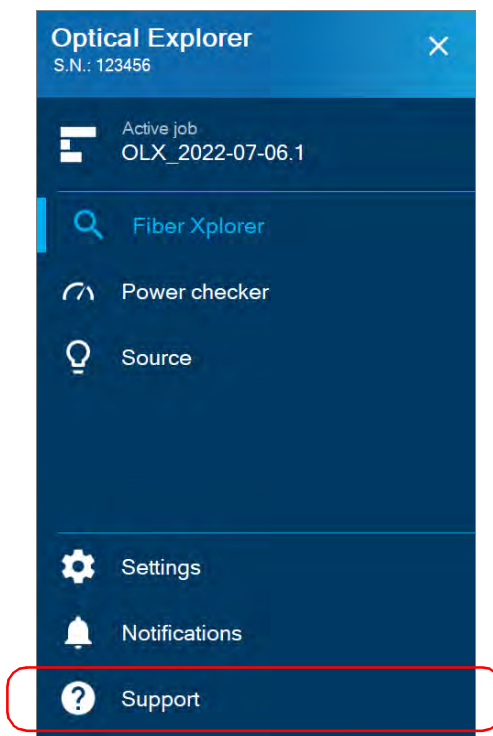 Optical Explorer
S.N.: 123456
Active job
OLX_2022-07-06.1
Fiber Xplorer
Power checker
Source
Settings
Notifications
Support